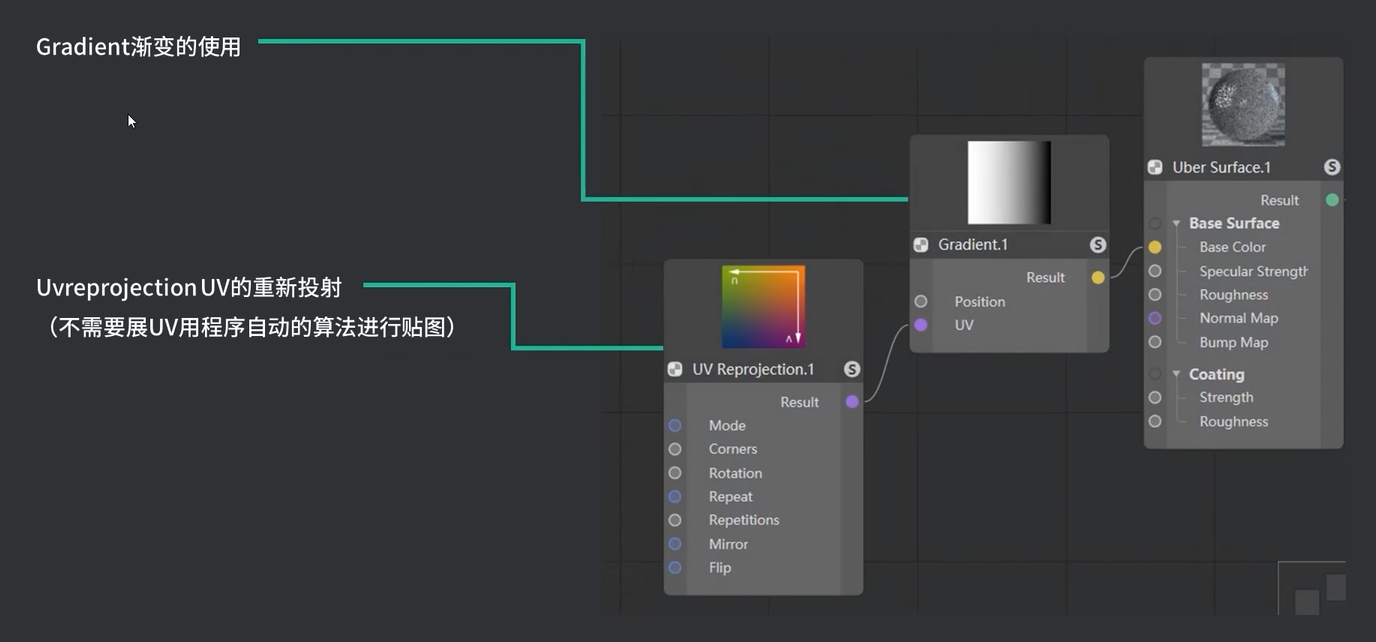 Gradient渐变的使用
Uvreprojection UV的重新投射
（不需要展UV用程序自动的算法进行贴图）
U
V
UV Reprojection.1
S
Result
Mode
Corners
Rotation
Repeat
Repetitions
Mirror
Flip
Gradient.1
S
Result
Position
UV
Uber Surface.1
S
Result
Base Surface
Base Color
Specular Strength
Roughness
Normal Map
Bump Map
Coating
Strength
Roughness